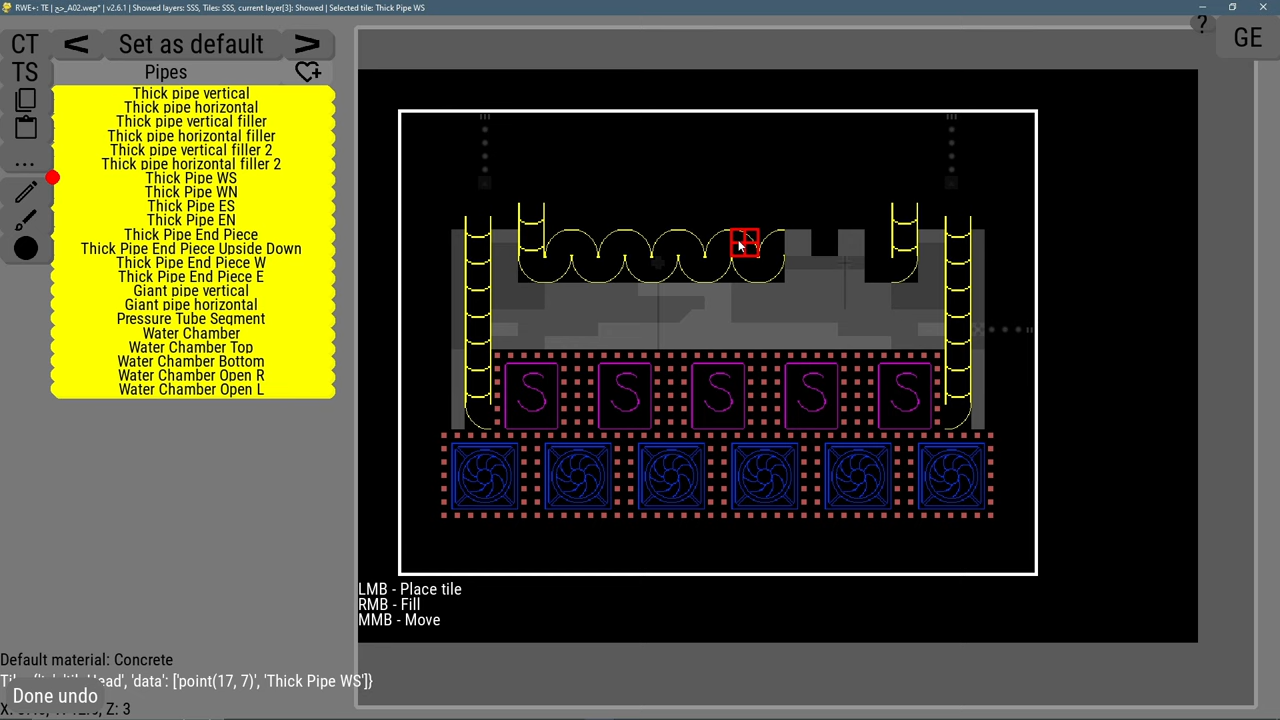 RWE+: TE | حج_A02.wep* | v2.6.1 | Showed layers: SSS, Tiles: SSS, current layer[3]: Showed | Selected tile: Thick Pipe WS
CT
<
Set as default
>
?
GE
TS
Pipes
Thick pipe vertical
Thick pipe horizontal
Thick pipe vertical filler
Thick pipe horizontal filler
Thick pipe vertical filler 2
Thick pipe horizontal filler 2
Thick Pipe WS
Thick Pipe WN
Thick Pipe ES
Thick Pipe EN
Thick Pipe End Piece
Thick Pipe End Piece Upside Down
Thick Pipe End Piece W
Thick Pipe End Piece E
Giant pipe vertical
Giant pipe horizontal
Pressure Tube Segment
Water Chamber
Water Chamber Top
Water Chamber Bottom
Water Chamber Open R
Water Chamber Open L
...
S S S S S
LMB - Place tile
RMB - Fill
MMB - Move
Default material: Concrete
'data': ['point(17, 7)', 'Thick Pipe WS']}
Done undo
Z: 3